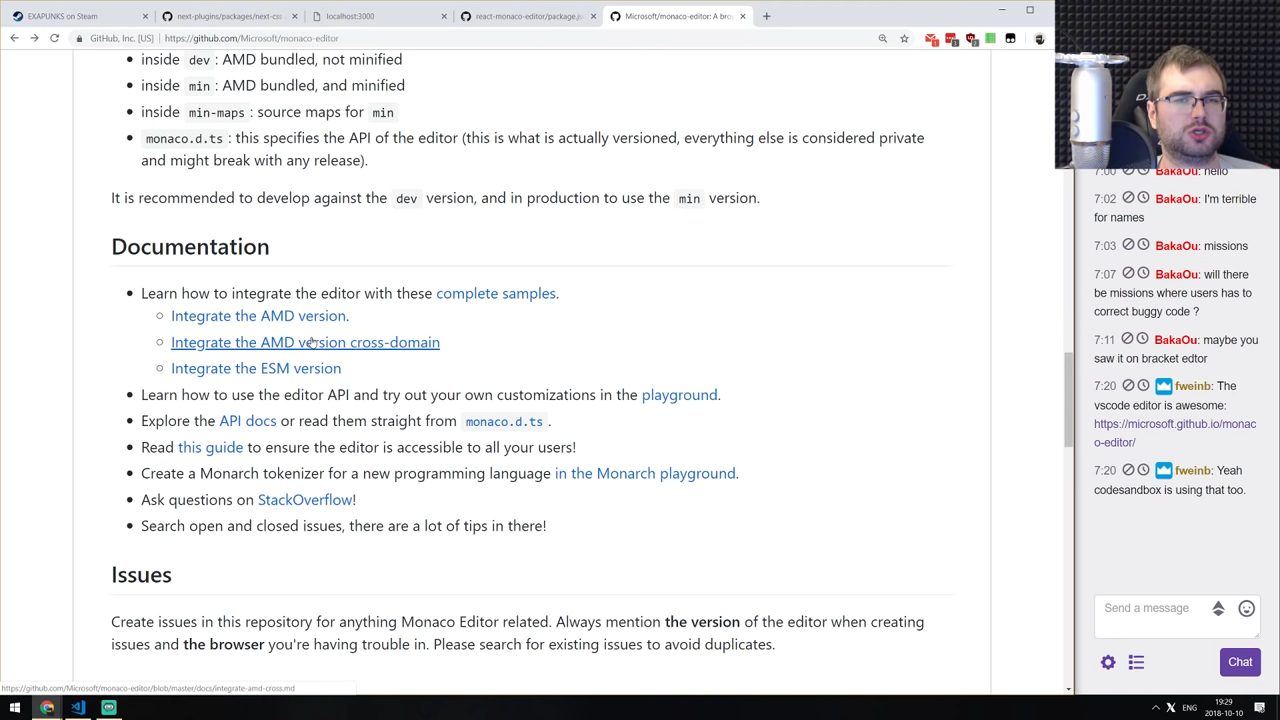 EXAPUNKS on Steam
next-plugins/packages/next-css
localhost:3000
react-monaco-editor/package.js
Microsoft/monaco-editor: A bro
GitHub, Inc. [US]
https://github.com/Microsoft/monaco-editor
inside dev : AMD bundled, not minified
inside min : AMD bundled, and minified
inside min-maps : source maps for min
monaco.d.ts : this specifies the API of the editor (this is what is actually versioned, everything else is considered private
and might break with any release).
It is recommended to develop against the dev version, and in production to use the min version.
Documentation
Learn how to integrate the editor with these complete samples.
Integrate the AMD version.
Integrate the AMD version cross-domain
Integrate the ESM version
Learn how to use the editor API and try out your own customizations in the playground.
Explore the API docs or read them straight from monaco.d.ts .
Read this guide to ensure the editor is accessible to all your users!
Create a Monarch tokenizer for a new programming language in the Monarch playground.
Ask questions on StackOverflow!
Search open and closed issues, there are a lot of tips in there!
Issues
Create issues in this repository for anything Monaco Editor related. Always mention the version of the editor when creating
issues and the browser you're having trouble in. Please search for existing issues to avoid duplicates.
https://github.com/Microsoft/monaco-editor/blob/master/docs/integrate-amd-cross.md
7:00 BakaOu: hello
7:02 BakaOu: I'm terrible
for names
7:03 BakaOu: missions
7:07 BakaOu: will there
be missions where users has to
correct buggy code ?
7:11 BakaOu: maybe you
saw it on bracket edtor
7:20 fweinb: The
vscode editor is awesome:
https://microsoft.github.io/monac
o-editor/
7:20 fweinb: Yeah
codesandbox is using that too.
Send a message
Chat
ENG
19:29
2018-10-10